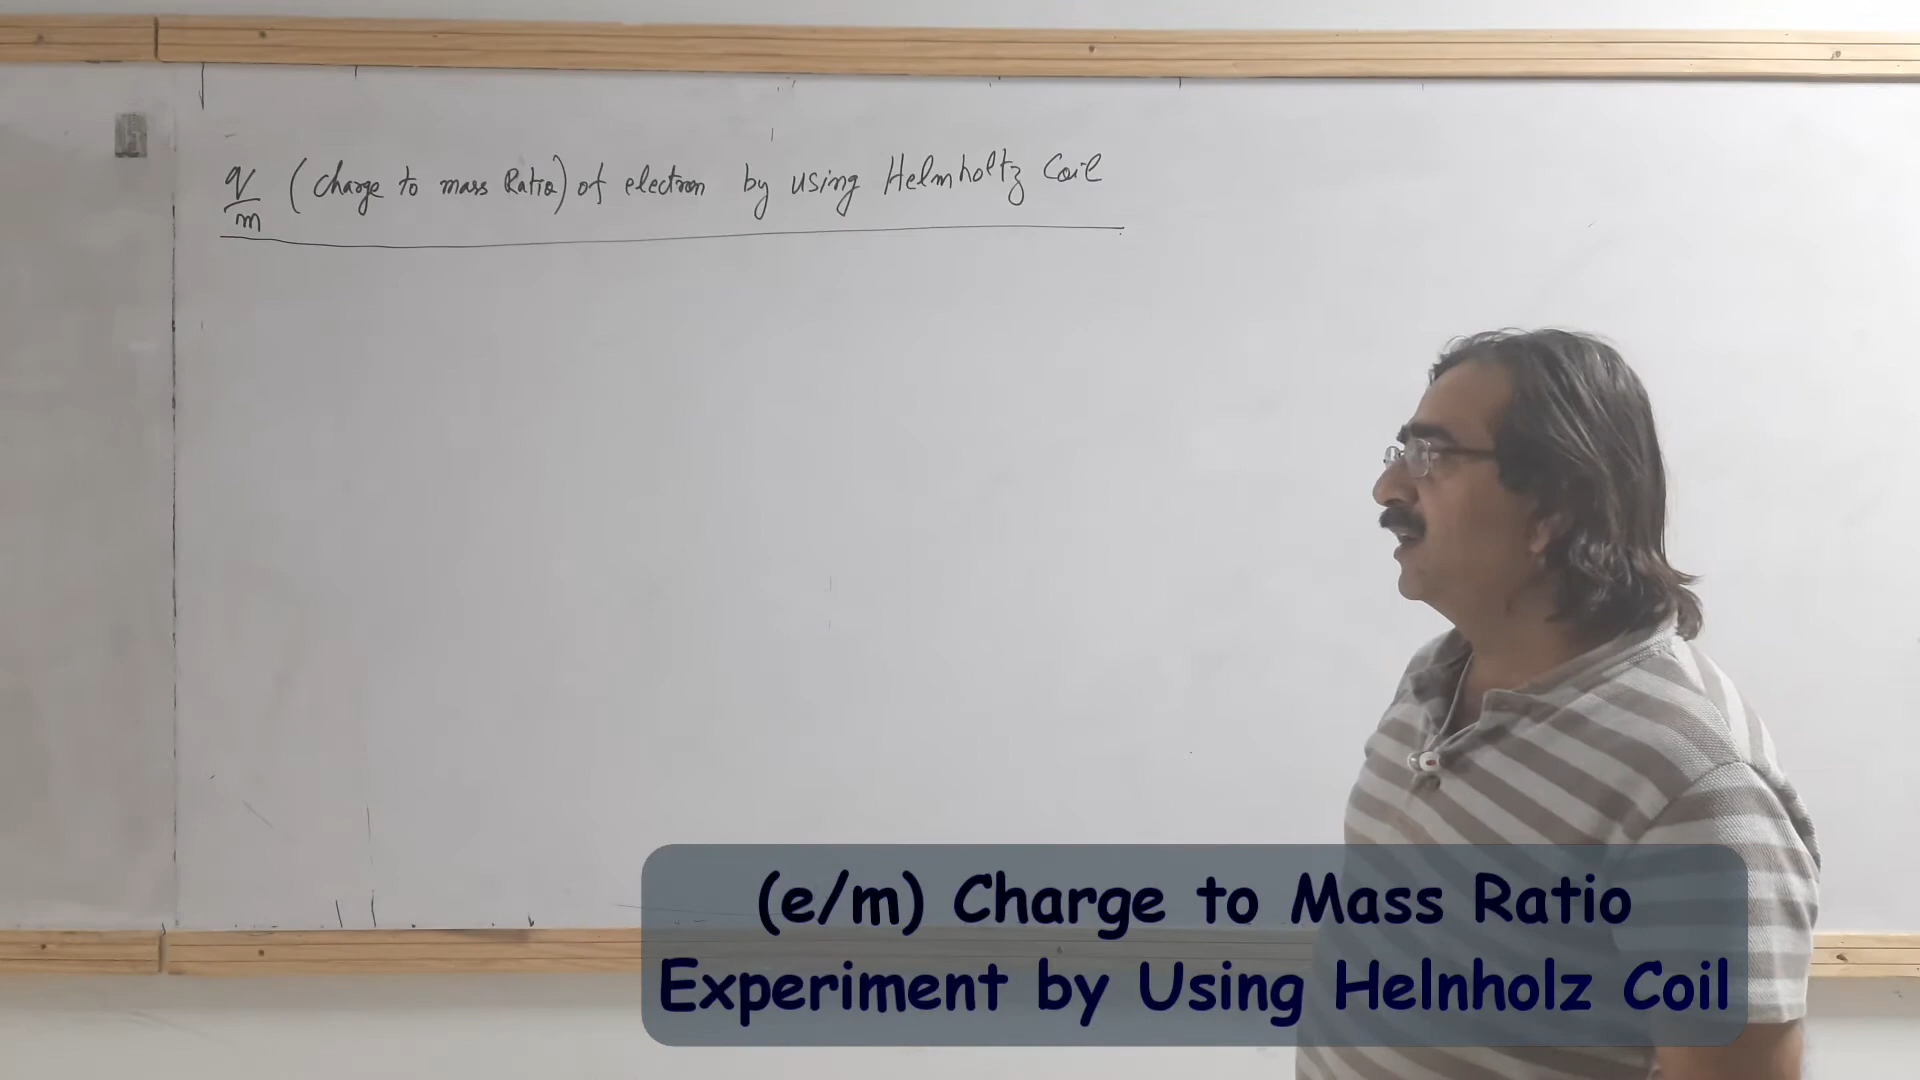 q/m (Charge to mass Ratio) of electron by using Helmholtz Coil
(e/m) Charge to Mass Ratio
Experiment by Using Helnholz Coil